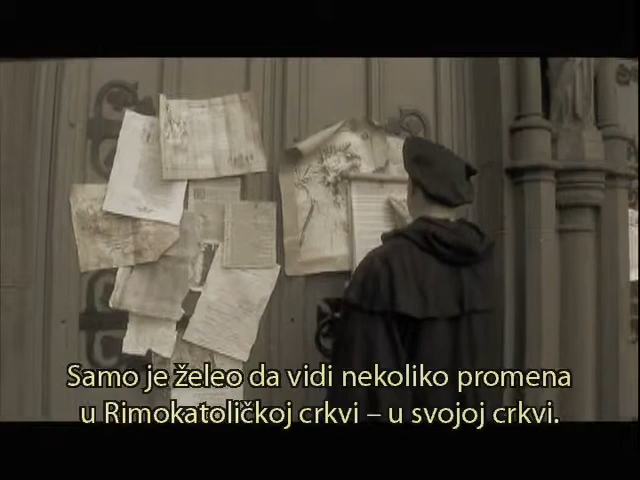 Samo je želeo da vidi nekoliko promena
u Rimokatoličkoj crkvi – u svojoj crkvi.